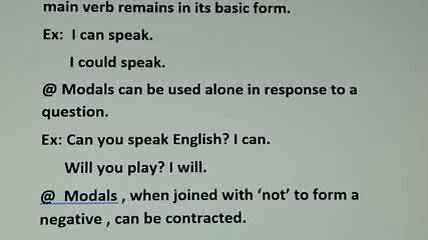 main verb remains in its basic form.
Ex:  I can speak.
I could speak.
@ Modals can be used alone in response to a
question.
Ex: Can you speak English? I can.
Will you play? I will.
@  Modals , when joined with ‘not’ to form a
negative , can be contracted.